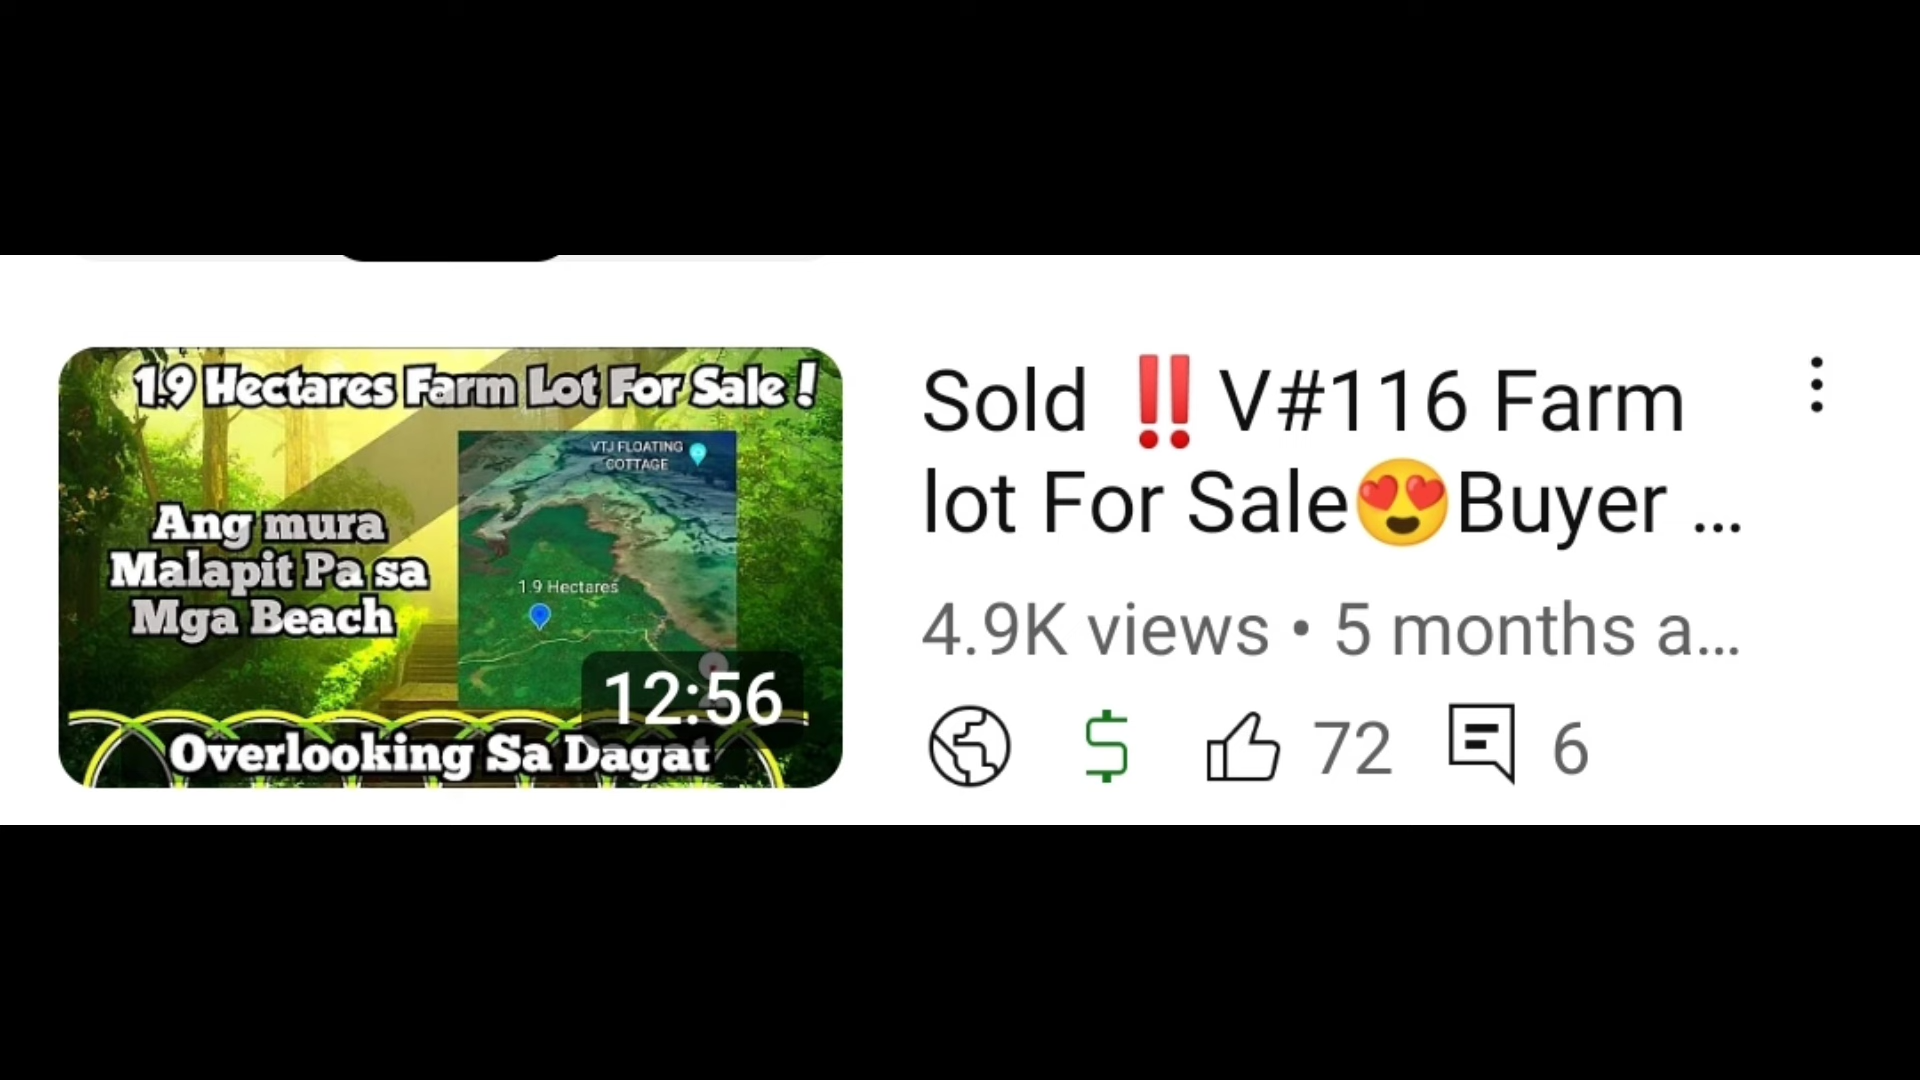 1.9 Hectares Farm Lot For Sale!
VTJ FLOATING
COTTAGE
Ang mura
Malapit Pa sa
Mga Beach
1.9 Hectares
12:56
Overlooking Sa Dagat
Sold ‼️V#116 Farm
lot For Sale😍Buyer ...
4.9K views • 5 months a...
72
6